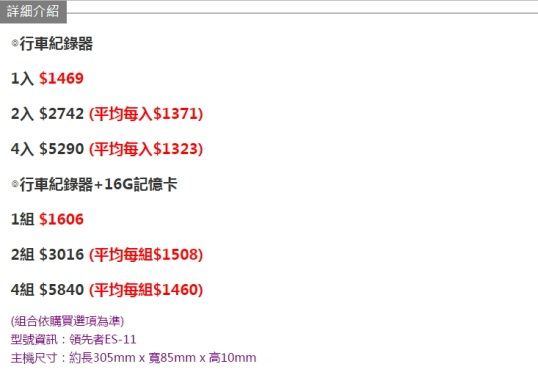 詳細介紹
◎行車紀錄器
1入 $1469
2入 $2742 (平均每入$1371)
4入 $5290 (平均每入$1323)
◎行車紀錄器+16G記憶卡
1組 $1606
2組 $3016 (平均每組$1508)
4組 $5840 (平均每組$1460)
(組合依購買選項為準)
型號資訊：領先者ES-11
主機尺寸：約長305mm x 寬85mm x 高10mm